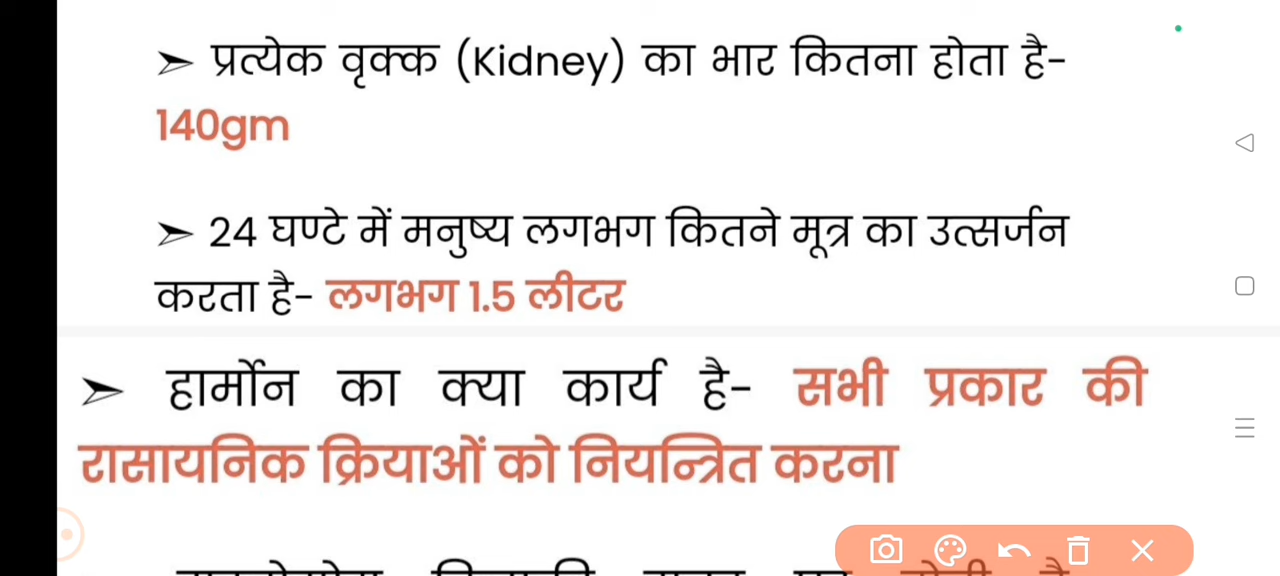 ➢ प्रत्येक वृक्क (Kidney) का भार कितना होता है-
140gm
➢ 24 घण्टे में मनुष्य लगभग कितने मूत्र का उत्सर्जन
करता है- लगभग 1.5 लीटर
➢ हार्मोन का क्या कार्य है- सभी प्रकार की
रासायनिक क्रियाओं को नियन्त्रित करना